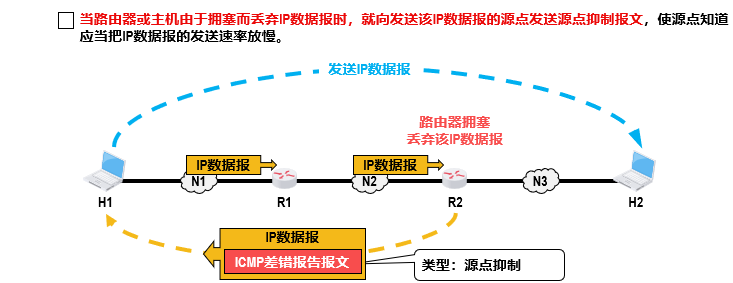 当路由器或主机由于拥塞而丢弃IP数据报时，就向发送该IP数据报的源点发送源点抑制报文，使源点知道
应当把IP数据报的发送速率放慢。
发送IP数据报
路由器拥塞
丢弃该IP数据报
IP数据报
IP数据报
N1
N2
N3
H1
R1
R2
H2
IP数据报
ICMP差错报告报文
类型：源点抑制